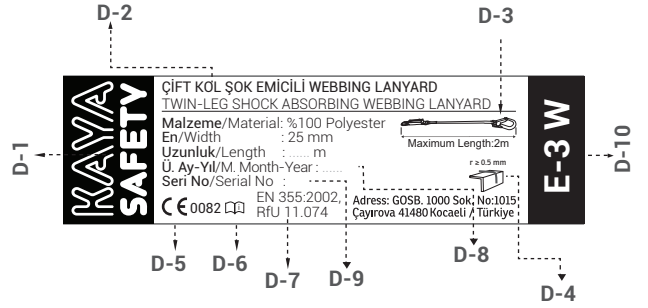 D-2
D-3
D-1
KAYA
SAFETY
ÇİFT KOL ŞOK EMİCİLİ WEBBING LANYARD
TWIN-LEG SHOCK ABSORBING WEBBING LANYARD
Malzeme/Material: %100 Polyester
En/Width : 25 mm
Uzunluk/Length : ...... m
Ü. Ay-Yıl/M. Month-Year : ......
Seri No/Serial No :
CE 0082
EN 355:2002,
RfU 11.074
Maximum Length:2m
r ≥ 0.5 mm
Adress: GOSB. 1000 Sok. No:1015
Çayırova 41480 Kocaeli / Türkiye
E-3 W
D-10
D-5
D-6
D-7
D-9
D-8
D-4